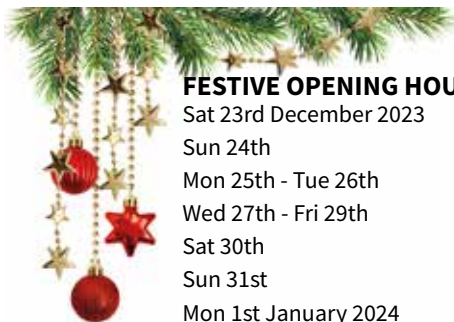 FESTIVE OPENING HOU
Sat 23rd December 2023
Sun 24th
Mon 25th - Tue 26th
Wed 27th - Fri 29th
Sat 30th
Sun 31st
Mon 1st January 2024